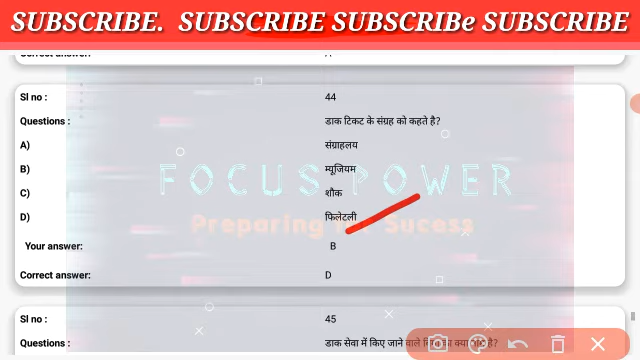 SUBSCRIBE. SUBSCRIBE SUBSCRIBe SUBSCRIBE
Correct answer:
Sl no : 44
Questions : डाक टिकट के संग्रह को कहते है?
A) संग्राहलय
B) म्यूजियम
FOCUS POWER
C) शौक
D) फिलेटली
Preparing for Sucess
Your answer: B
Correct answer: D
Sl no : 45
Questions : डाक सेवा में किए जाने वाले